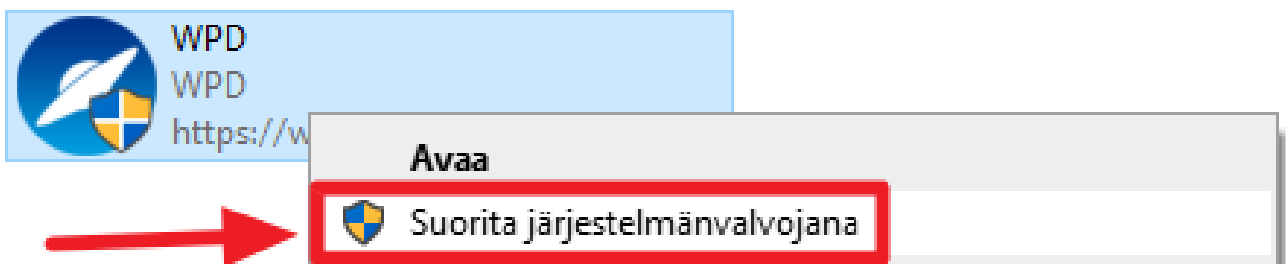 WPD
WPD
https://w
Avaa
Suorita järjestelmänvalvojana